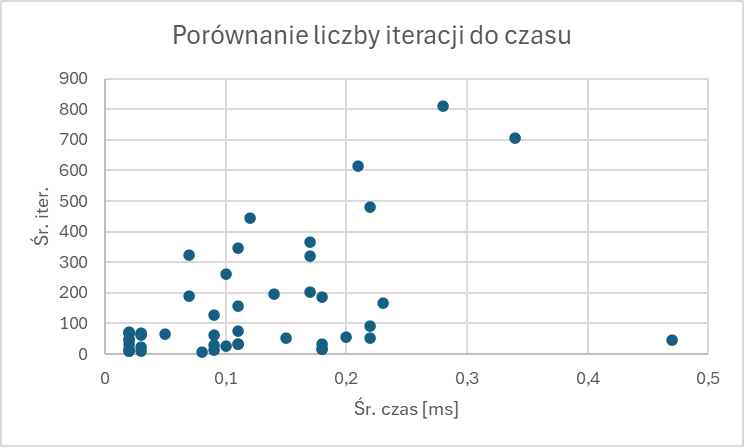 Porównanie liczby iteracji do czasu
900
800
700
600
500
400
300
200
100
0
Śr. iter.
0 0,1 0,2 0,3 0,4 0,5
Śr. czas [ms]